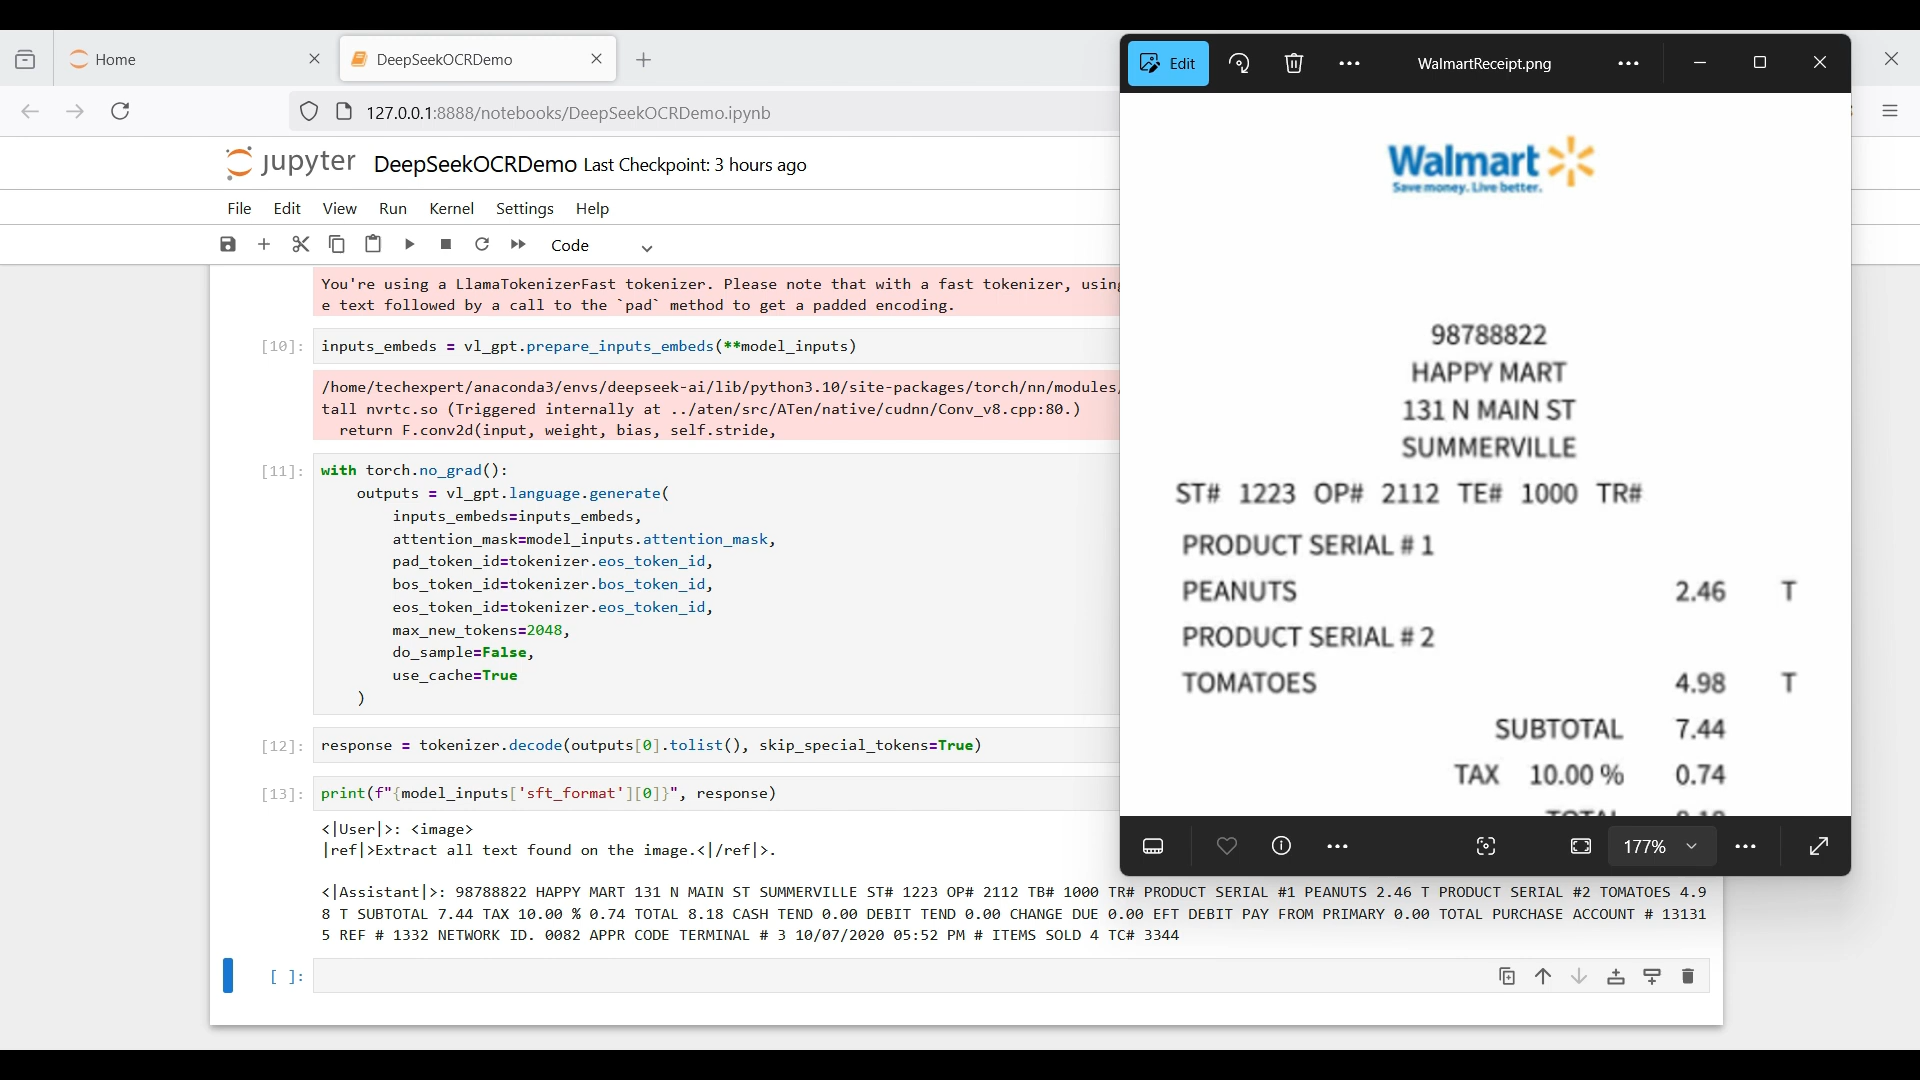 Home
DeepSeekOCRDemo
127.0.0.1:8888/notebooks/DeepSeekOCRDemo.ipynb
jupyter DeepSeekOCRDemo Last Checkpoint: 3 hours ago
File Edit View Run Kernel Settings Help
Code
You're using a LlamaTokenizerFast tokenizer. Please note that with a fast tokenizer,
e text followed by a call to the `pad` method to get a padded encoding.
[10]: inputs_embeds = vl_gpt.prepare_inputs_embeds(**model_inputs)
/home/techexpert/anaconda3/envs/deepseek-ai/lib/python3.10/site-packages/torch/nn/modules/
tall nvrtc.so (Triggered internally at ../aten/src/ATen/native/cudnn/Conv_v8.cpp:80.)
return F.conv2d(input, weight, bias, self.stride,
[11]: with torch.no_grad():
outputs = vl_gpt.language.generate(
inputs_embeds=inputs_embeds,
attention_mask=model_inputs.attention_mask,
pad_token_id=tokenizer.eos_token_id,
bos_token_id=tokenizer.bos_token_id,
eos_token_id=tokenizer.eos_token_id,
max_new_tokens=2048,
do_sample=False,
use_cache=True
)
[12]: response = tokenizer.decode(outputs[0].tolist(), skip_special_tokens=True)
[13]: print(f"{model_inputs['sft_format'][0]}", response)
<|User|>: <image>
|ref|>Extract all text found on the image.<|/ref|>.
<|Assistant|>: 98788822 HAPPY MART 131 N MAIN ST SUMMERVILLE ST# 1223 OP# 2112 TB# 1000 TR# PRODUCT SERIAL #1 PEANUTS 2.46 T PRODUCT SERIAL #2 TOMATOES 4.9
8 T SUBTOTAL 7.44 TAX 10.00 % 0.74 TOTAL 8.18 CASH TEND 0.00 DEBIT TEND 0.00 CHANGE DUE 0.00 EFT DEBIT PAY FROM PRIMARY 0.00 TOTAL PURCHASE ACCOUNT # 13131
5 REF # 1332 NETWORK ID. 0082 APPR CODE TERMINAL # 3 10/07/2020 05:52 PM # ITEMS SOLD 4 TC# 3344
[ ]:
Edit
WalmartReceipt.png
Walmart
Save money. Live better.
98788822
HAPPY MART
131 N MAIN ST
SUMMERVILLE
ST# 1223 OP# 2112 TE# 1000 TR#
PRODUCT SERIAL # 1
PEANUTS 2.46 T
PRODUCT SERIAL # 2
TOMATOES 4.98 T
SUBTOTAL 7.44
TAX 10.00 % 0.74
177%